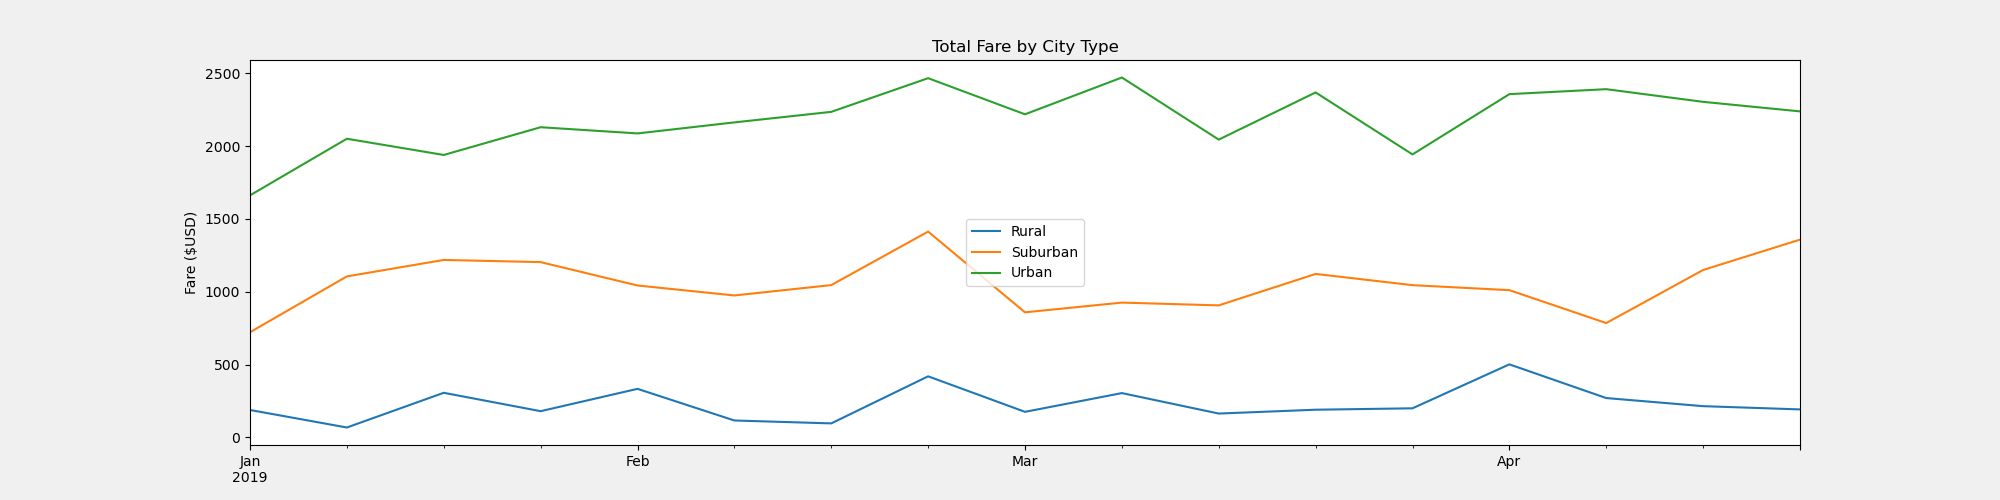 Total Fare by City Type
Fare ($USD)
2500
2000
1500
1000
500
0
Rural
Suburban
Urban
Jan
2019
Feb
Mar
Apr